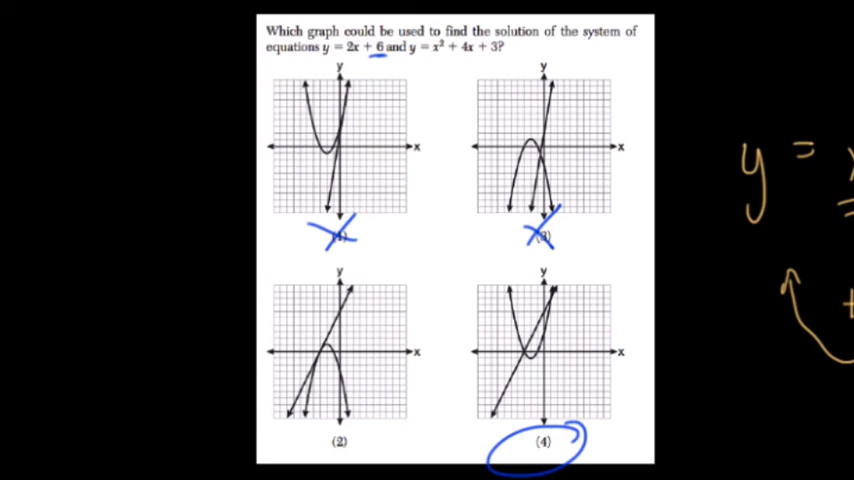 Which graph could be used to find the solution of the system of
equations y = 2x + 6 and y = x² + 4x + 3?
y
y
x
x
y =
(3)
y
y
x
x
(2)
(4)